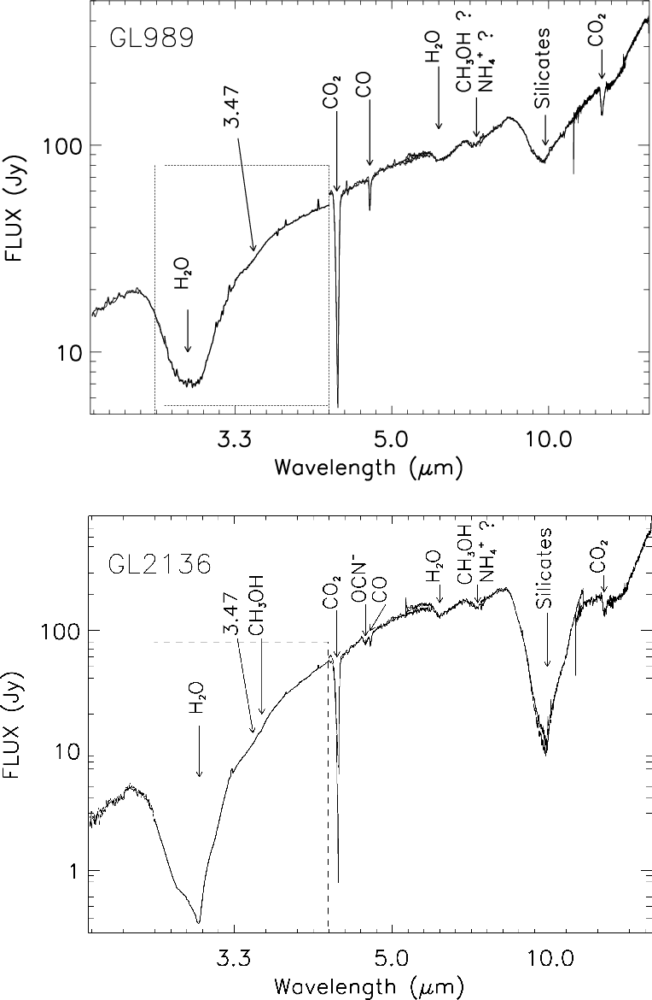 GL989
FLUX (Jy)
100
10
H₂O
3.47
CO₂
CO
H₂O
CH₃OH ?
NH₄⁺ ?
Silicates
CO₂
3.3
5.0
10.0
Wavelength (μm)
GL2136
FLUX (Jy)
100
10
1
H₂O
3.47
CH₃OH
CO₂
OCN⁻
CO
H₂O
CH₃OH
NH₄⁺ ?
Silicates
CO₂
3.3
5.0
10.0
Wavelength (μm)